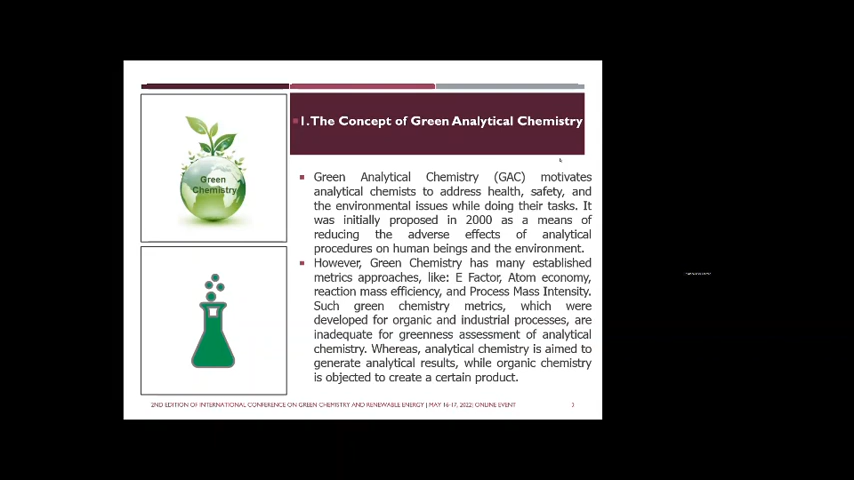 1.The Concept of Green Analytical Chemistry
Green
Chemistry
Green Analytical Chemistry (GAC) motivates
analytical chemists to address health, safety, and
the environmental issues while doing their tasks. It
was initially proposed in 2000 as a means of
reducing the adverse effects of analytical
procedures on human beings and the environment.
However, Green Chemistry has many established
metrics approaches, like: E Factor, Atom economy,
reaction mass efficiency, and Process Mass Intensity.
Such green chemistry metrics, which were
developed for organic and industrial processes, are
inadequate for greenness assessment of analytical
chemistry. Whereas, analytical chemistry is aimed to
generate analytical results, while organic chemistry
is objected to create a certain product.
2ND EDITION OF INTERNATIONAL CONFERENCE ON GREEN CHEMISTRY AND RENEWABLE ENERGY | MAY 16-17, 2022; ONLINE EVENT